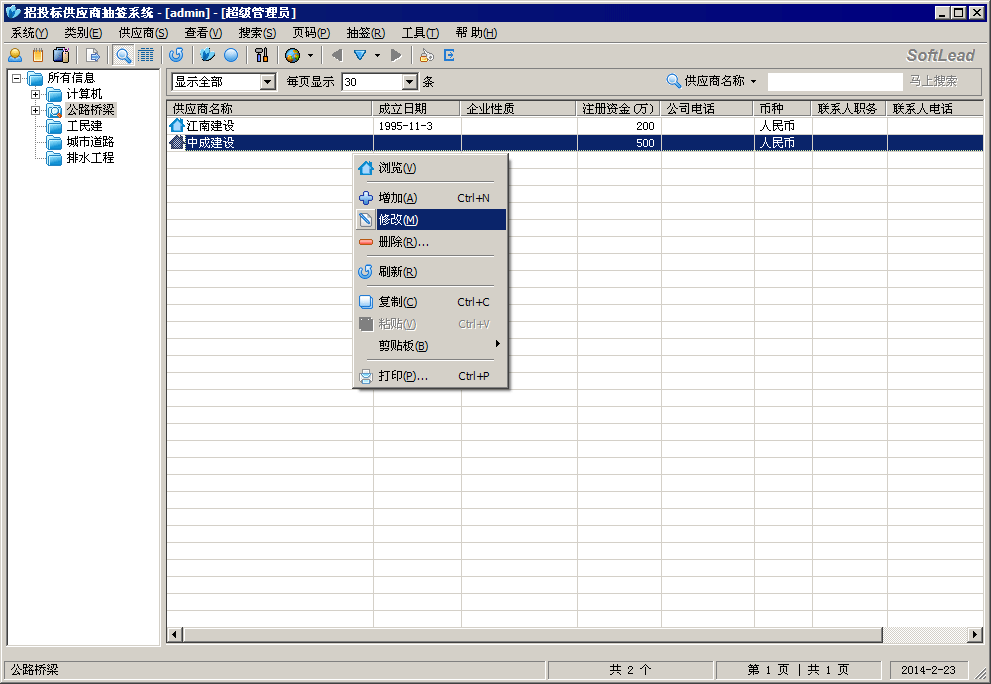 招投标供应商抽签系统 - [admin] - [超级管理员]
系统(Y) 类别(E) 供应商(S) 查看(V) 搜索(S) 页码(P) 抽签(R) 工具(T) 帮 助(H)
SoftLead
显示全部 每页显示 30 条 供应商名称 马上搜索
所有信息
计算机
公路桥梁
工民建
城市道路
排水工程
供应商名称 成立日期 企业性质 注册资金(万) 公司电话 币种 联系人职务 联系人电话
江南建设 1995-11-3 200 人民币
中成建设 500 人民币
浏览(V)
增加(A) Ctrl+N
修改(M)
删除(R)...
刷新(R)
复制(C) Ctrl+C
粘贴(V) Ctrl+V
剪贴板(B)
打印(P)... Ctrl+P
公路桥梁 共 2 个 第 1 页 | 共 1 页 2014-2-23